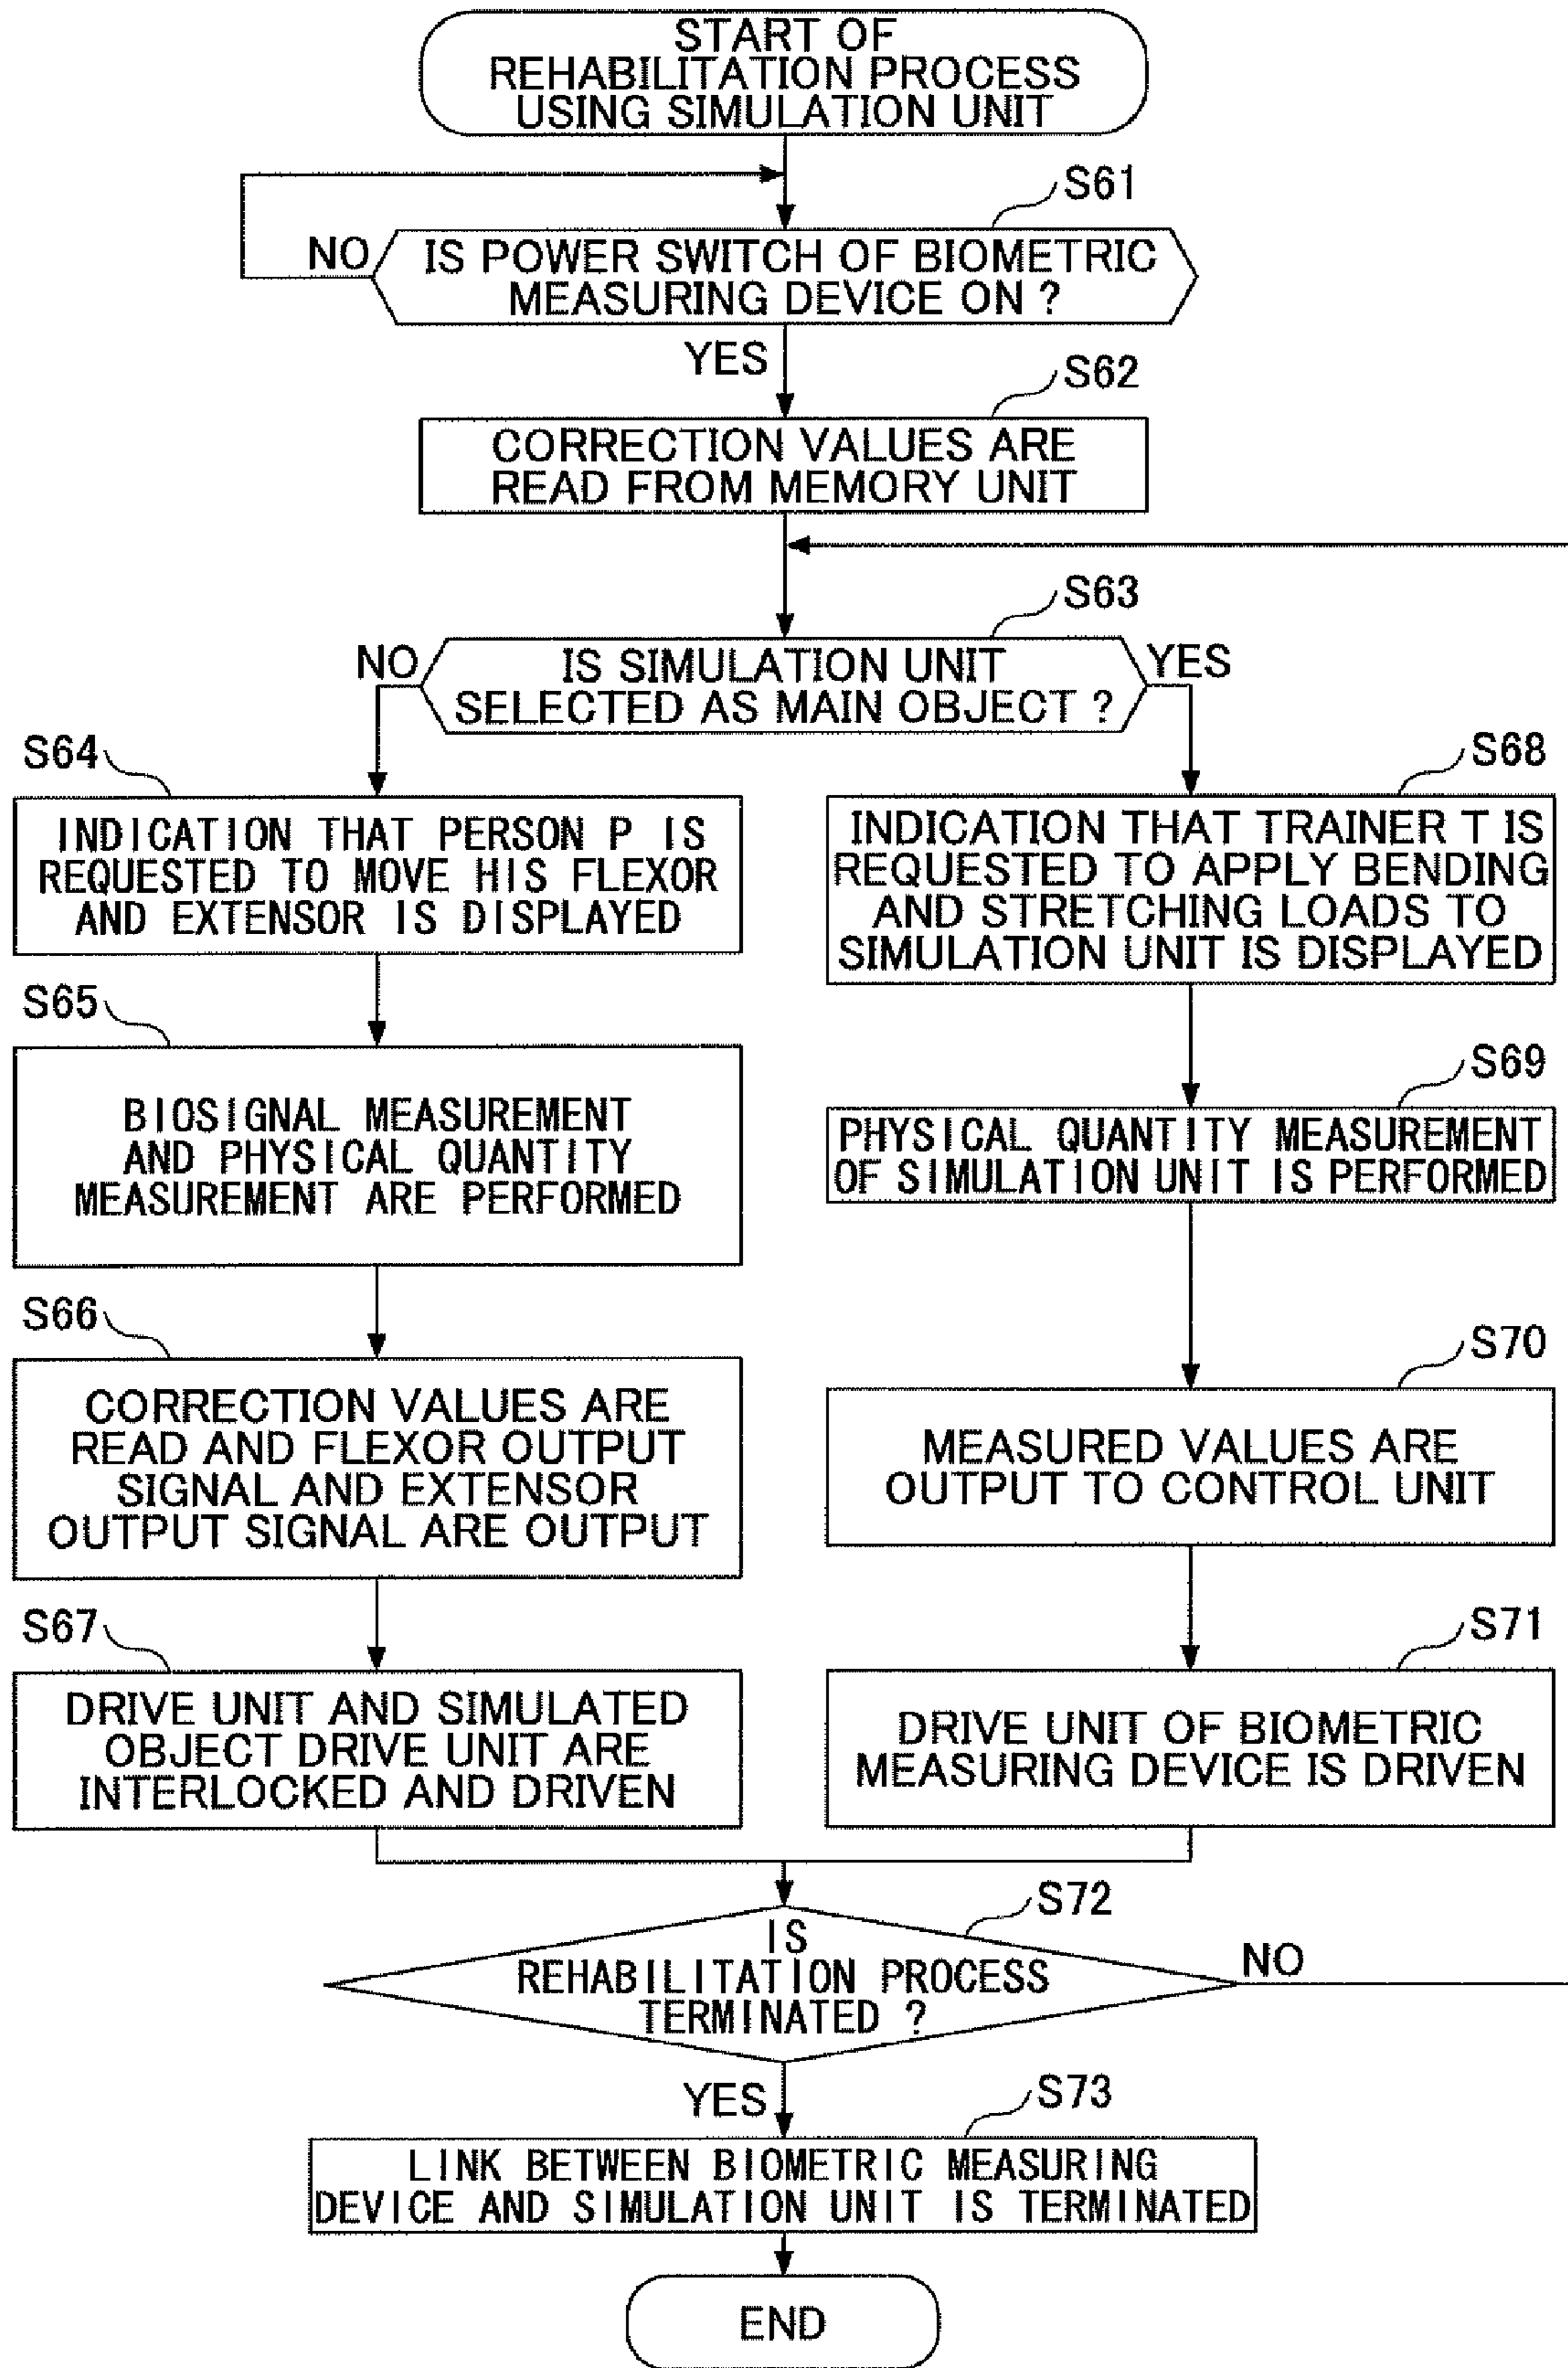 START OF
REHABILITATION PROCESS
USING SIMULATION UNIT
S61
NO
IS POWER SWITCH OF BIOMETRIC
MEASURING DEVICE ON ?
YES
S62
CORRECTION VALUES ARE
READ FROM MEMORY UNIT
S63
NO
IS SIMULATION UNIT
SELECTED AS MAIN OBJECT ?
YES
S64
INDICATION THAT PERSON P IS
REQUESTED TO MOVE HIS FLEXOR
AND EXTENSOR IS DISPLAYED
S65
BIOSIGNAL MEASUREMENT
AND PHYSICAL QUANTITY
MEASUREMENT ARE PERFORMED
S66
CORRECTION VALUES ARE
READ AND FLEXOR OUTPUT
SIGNAL AND EXTENSOR
OUTPUT SIGNAL ARE OUTPUT
S67
DRIVE UNIT AND SIMULATED
OBJECT DRIVE UNIT ARE
INTERLOCKED AND DRIVEN
S68
INDICATION THAT TRAINER T IS
REQUESTED TO APPLY BENDING
AND STRETCHING LOADS TO
SIMULATION UNIT IS DISPLAYED
S69
PHYSICAL QUANTITY MEASUREMENT
OF SIMULATION UNIT IS PERFORMED
S70
MEASURED VALUES ARE
OUTPUT TO CONTROL UNIT
S71
DRIVE UNIT OF BIOMETRIC
MEASURING DEVICE IS DRIVEN
S72
IS
REHABILITATION PROCESS
TERMINATED ?
NO
YES
S73
LINK BETWEEN BIOMETRIC MEASURING
DEVICE AND SIMULATION UNIT IS TERMINATED
END